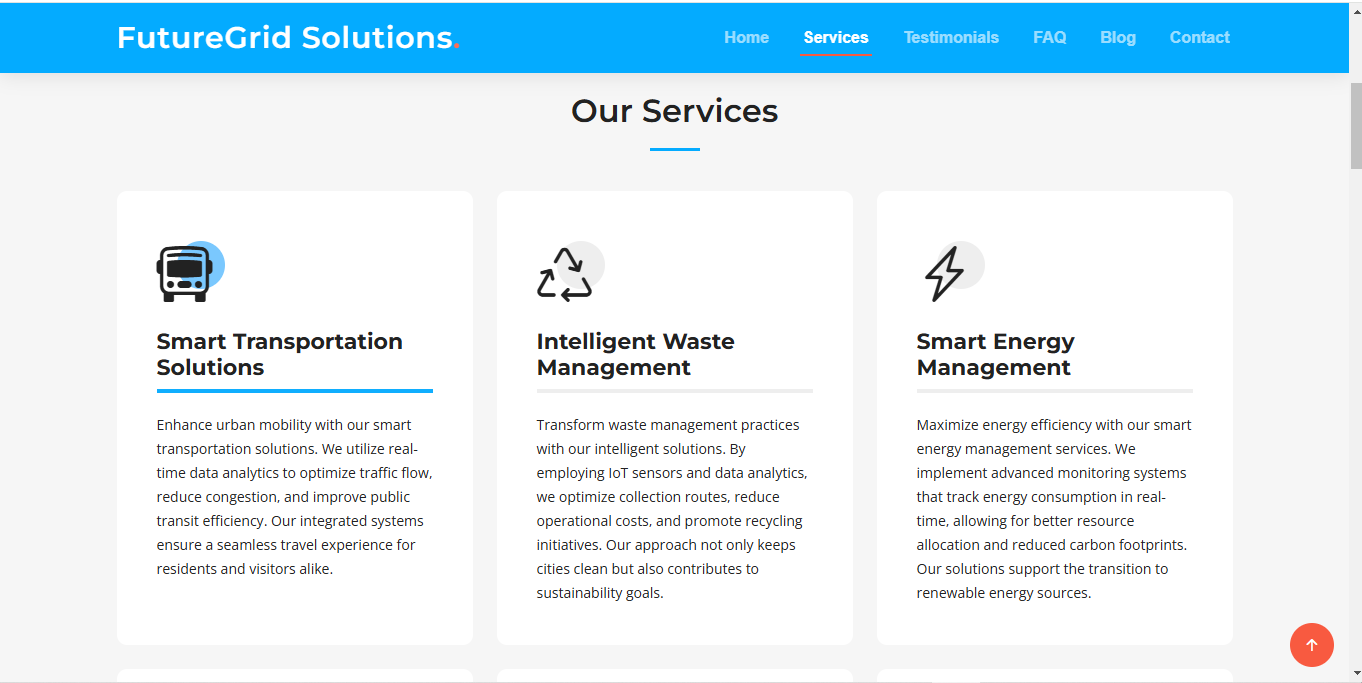 FutureGrid Solutions.
Home Services Testimonials FAQ Blog Contact
Our Services
Smart Transportation
Solutions
Enhance urban mobility with our smart
transportation solutions. We utilize real-
time data analytics to optimize traffic flow,
reduce congestion, and improve public
transit efficiency. Our integrated systems
ensure a seamless travel experience for
residents and visitors alike.
Intelligent Waste
Management
Transform waste management practices
with our intelligent solutions. By
employing IoT sensors and data analytics,
we optimize collection routes, reduce
operational costs, and promote recycling
initiatives. Our approach not only keeps
cities clean but also contributes to
sustainability goals.
Smart Energy
Management
Maximize energy efficiency with our smart
energy management services. We
implement advanced monitoring systems
that track energy consumption in real-
time, allowing for better resource
allocation and reduced carbon footprints.
Our solutions support the transition to
renewable energy sources.